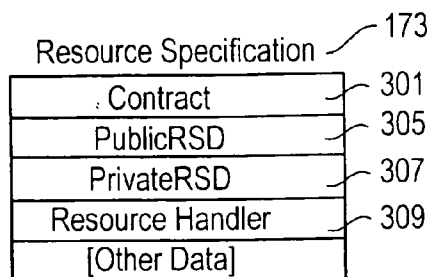 Resource Specification 173
Contract 301
PublicRSD 305
PrivateRSD 307
Resource Handler 309
[Other Data]